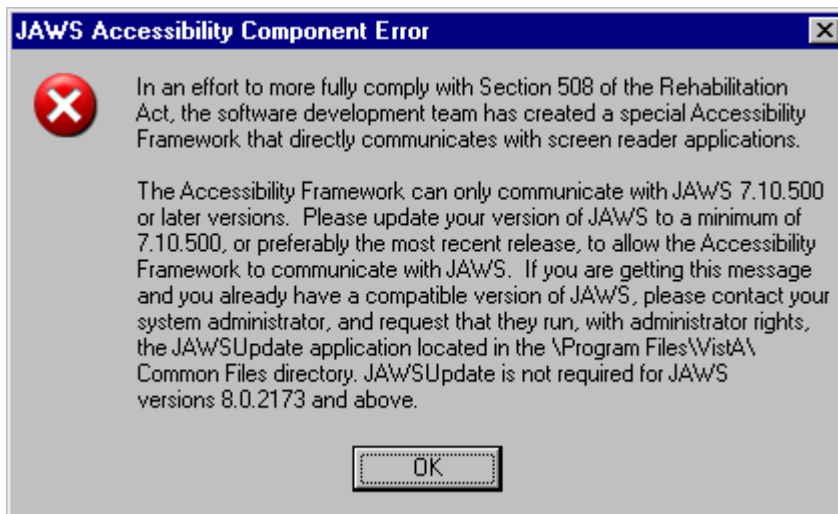 JAWS Accessibility Component Error
In an effort to more fully comply with Section 508 of the Rehabilitation
Act, the software development team has created a special Accessibility
Framework that directly communicates with screen reader applications.
The Accessibility Framework can only communicate with JAWS 7.10.500
or later versions.  Please update your version of JAWS to a minimum of
7.10.500, or preferably the most recent release, to allow the Accessibility
Framework to communicate with JAWS.  If you are getting this message
and you already have a compatible version of JAWS, please contact your
system administrator, and request that they run, with administrator rights,
the JAWSUpdate application located in the \Program Files\VistA\
Common Files directory. JAWSUpdate is not required for JAWS
versions 8.0.2173 and above.
OK